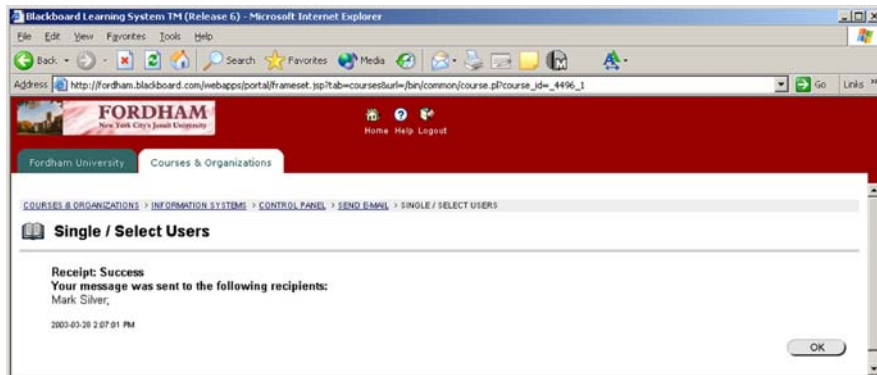 Blackboard Learning System TM (Release 6) - Microsoft Internet Explorer
File Edit View Favorites Tools Help
Back Search Favorites Media
Address http://fordham.blackboard.com/webapps/portal/frameset.jsp?tab=courses&url=/bin/common/course.pl?course_id=_4496_1 Go Links »
FORDHAM
New York City's Jesuit University
Home Help Logout
Fordham University Courses & Organizations
COURSES & ORGANIZATIONS > INFORMATION SYSTEMS > CONTROL PANEL > SEND E-MAIL > SINGLE / SELECT USERS
Single / Select Users
Receipt: Success
Your message was sent to the following recipients:
Mark Silver;
2003-03-28 2:07:01 PM
OK